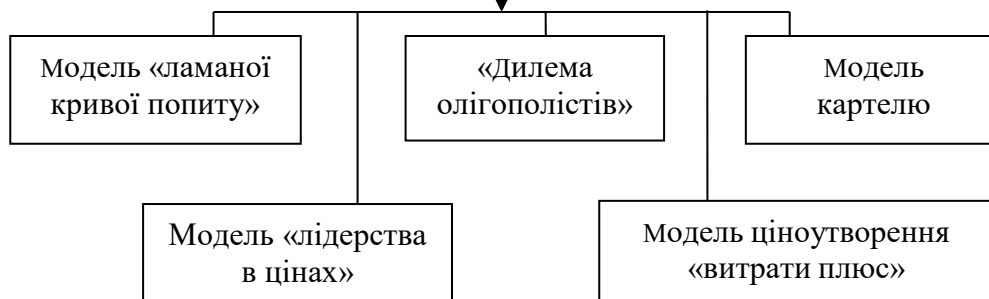 Модель «ламаної
кривої попиту»
«Дилема
олігополістів»
Модель
картелю
Модель «лідерства
в цінах»
Модель ціноутворення
«витрати плюс»